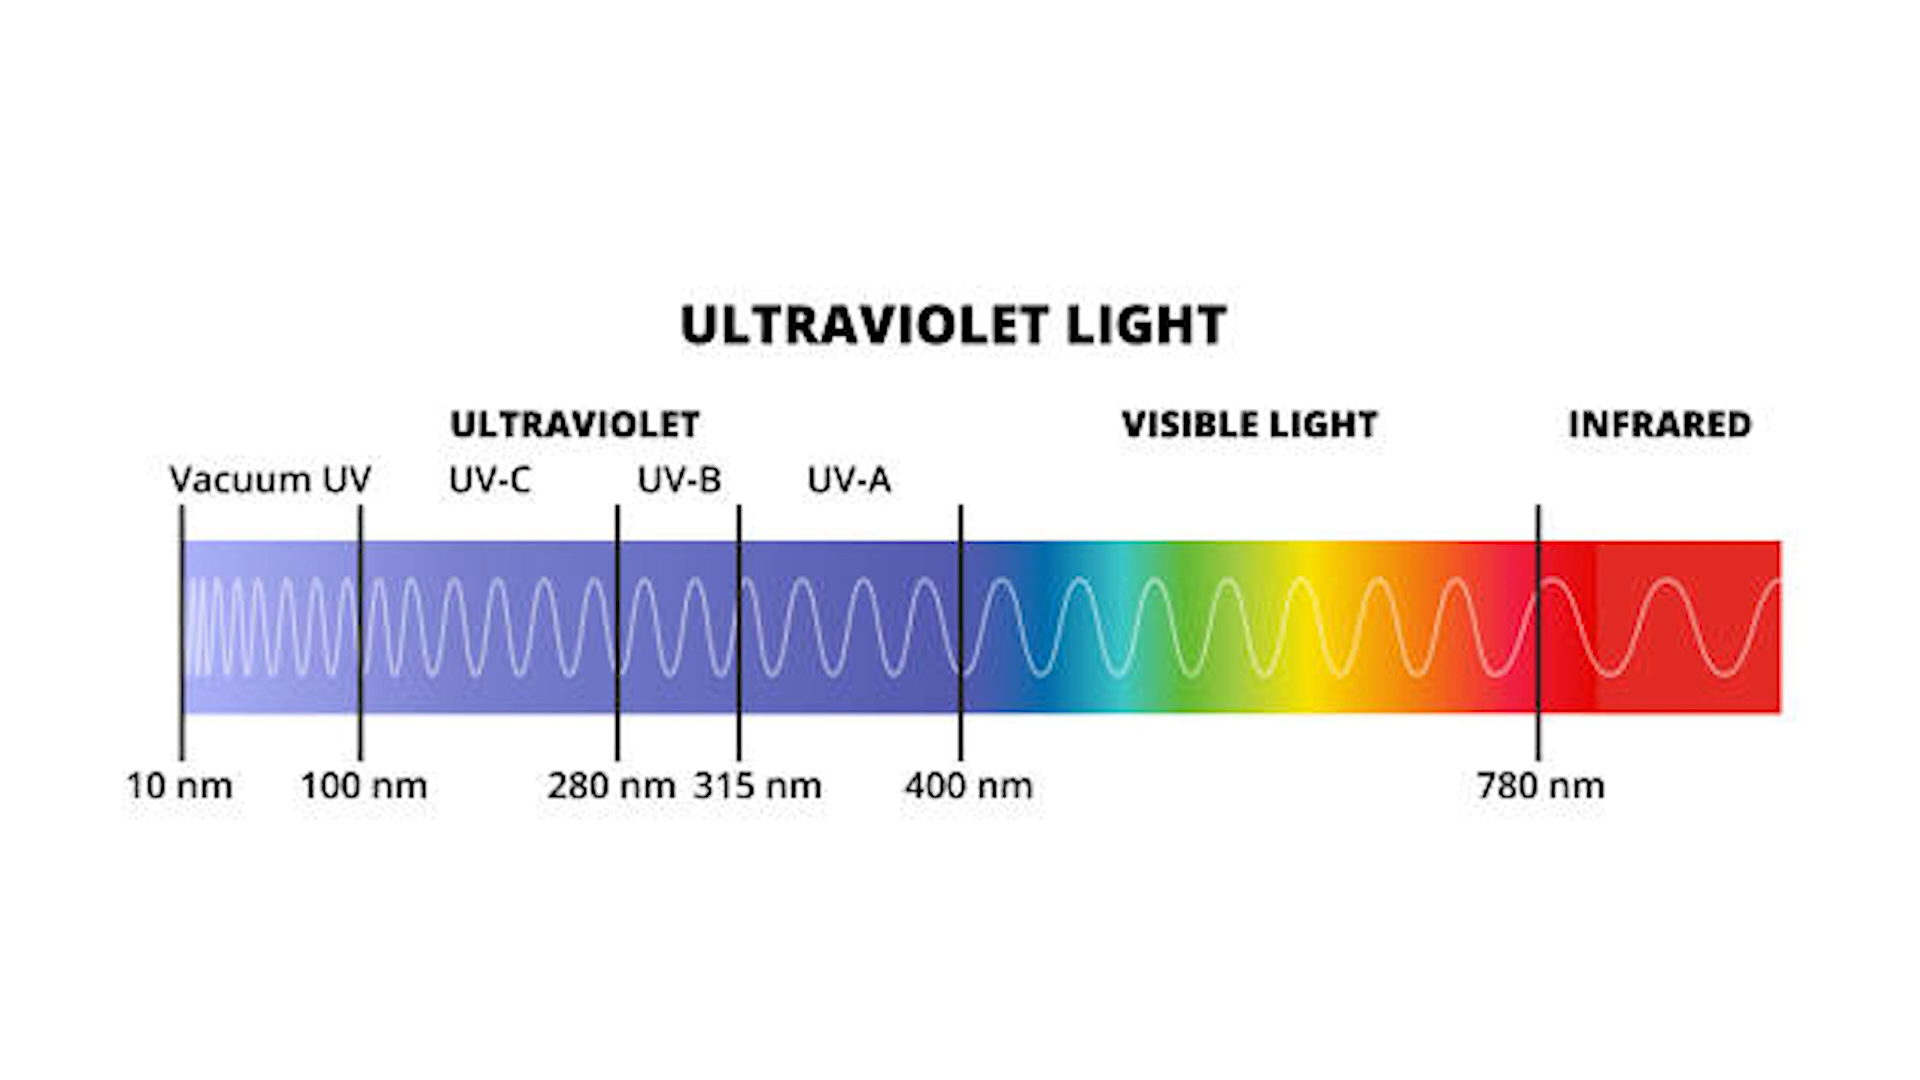 ULTRAVIOLET LIGHT
ULTRAVIOLET VISIBLE LIGHT INFRARED
Vacuum UV UV-C UV-B UV-A
10 nm 100 nm 280 nm 315 nm 400 nm 780 nm